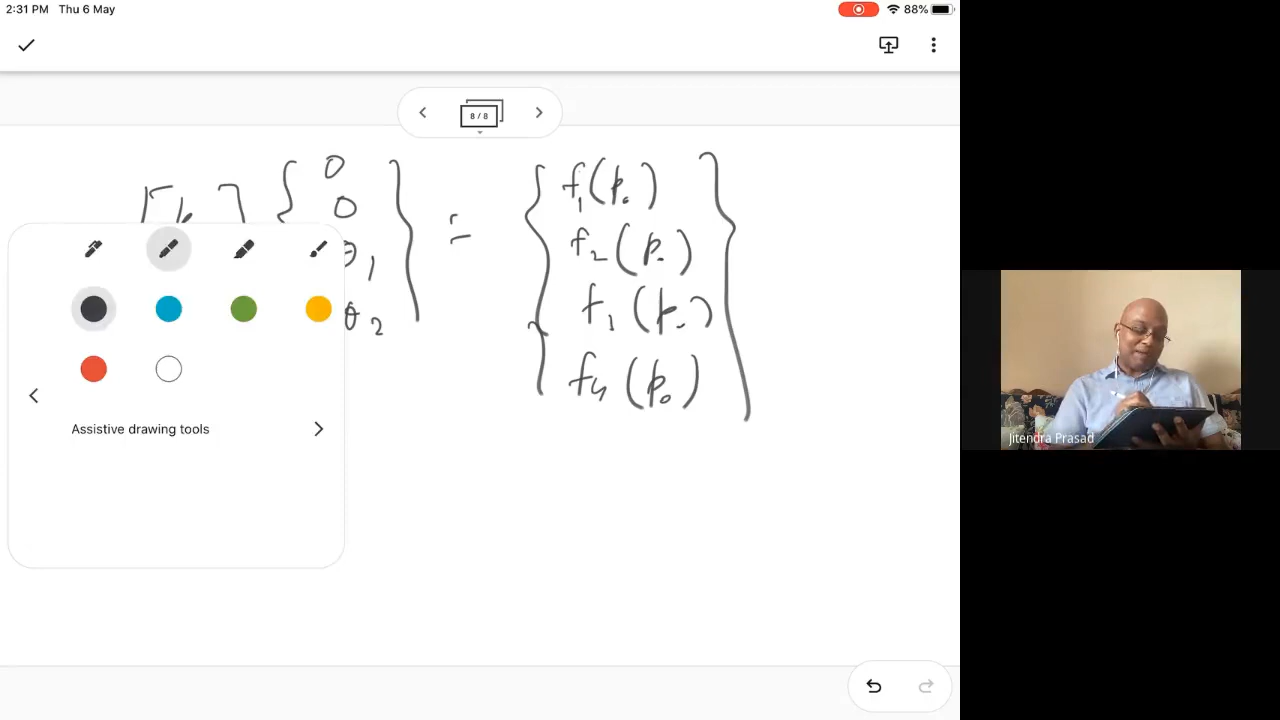 2:31 PM Thu 6 May
88%
8 / 8
[k] { 0
0
θ1
θ2 } = { f1(p0)
f2(p0)
f3(p0)
f4(p0) }
Assistive drawing tools
Jitendra Prasad